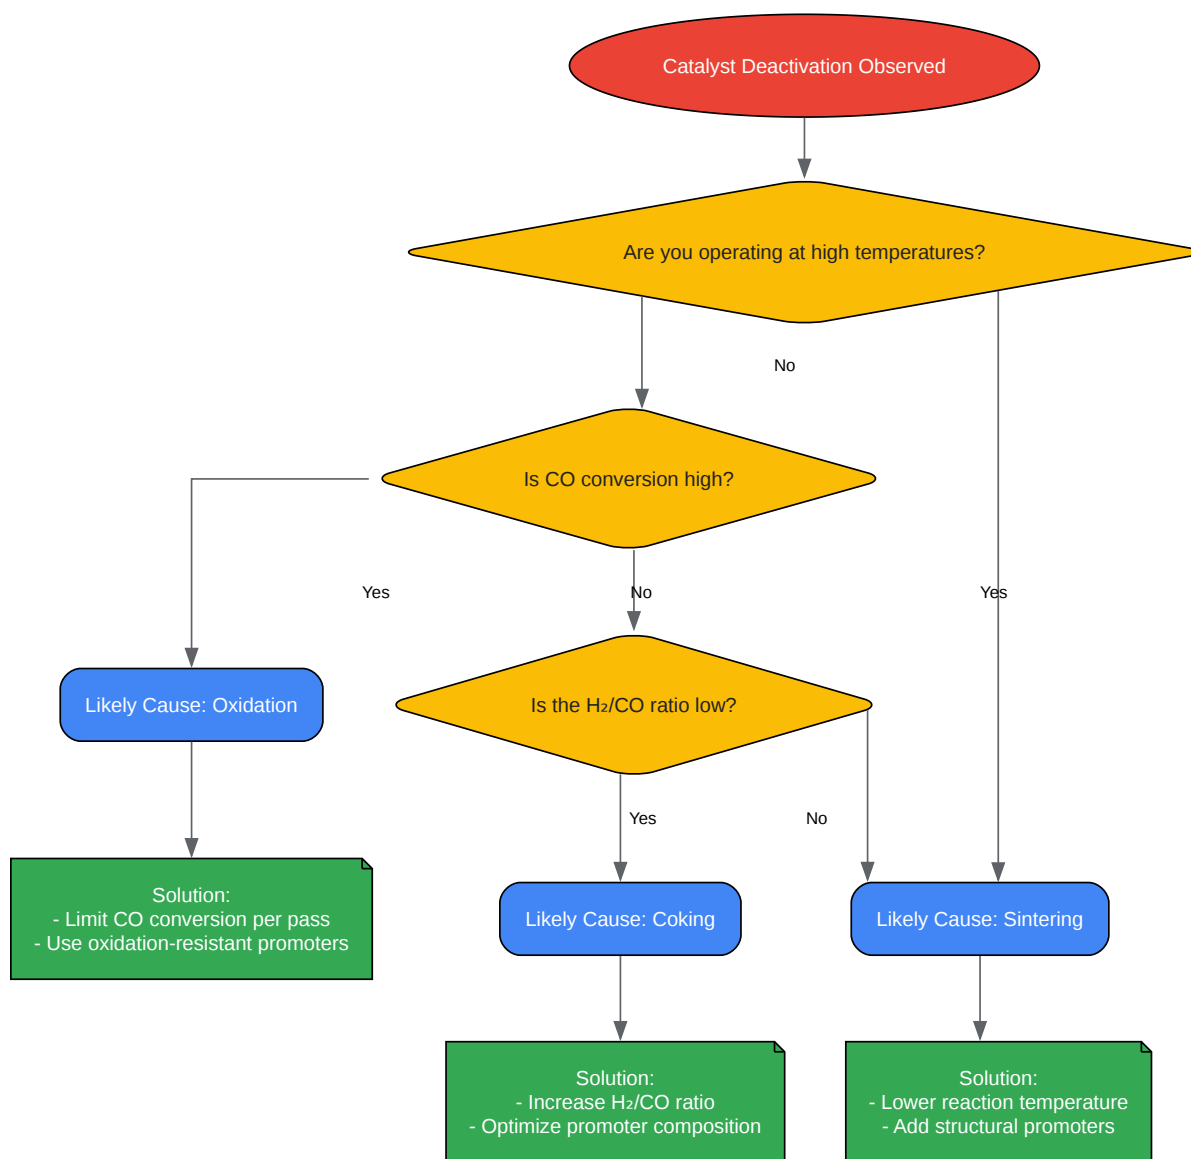 Catalyst Deactivation Observed
Are you operating at high temperatures?
No
Is CO conversion high?
Yes
No
Yes
Likely Cause: Oxidation
Is the H₂/CO ratio low?
Yes
No
Solution:
- Limit CO conversion per pass
- Use oxidation-resistant promoters
Likely Cause: Coking
Likely Cause: Sintering
Solution:
- Increase H₂/CO ratio
- Optimize promoter composition
Solution:
- Lower reaction temperature
- Add structural promoters